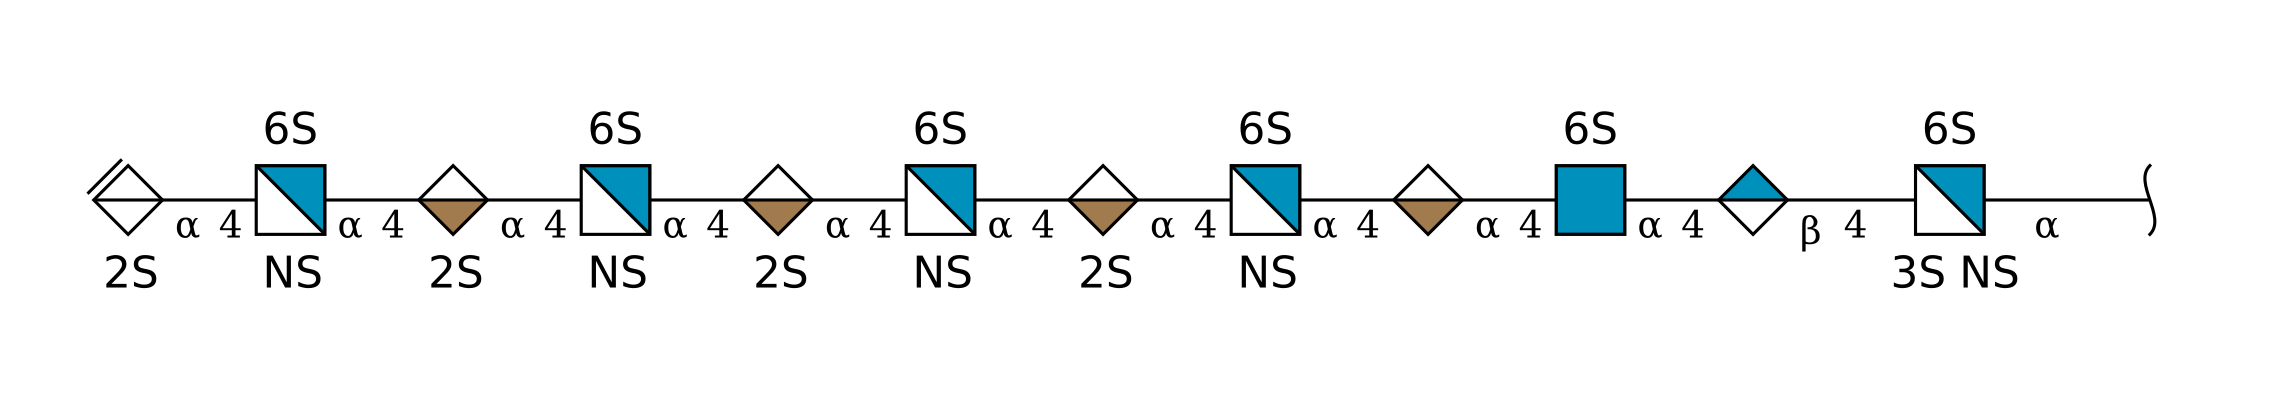 6S 6S 6S 6S 6S 6S
α 4 α 4 α 4 α 4 α 4 α 4 α 4 α 4 α 4 α 4 β 4 α
2S NS 2S NS 2S NS 2S NS 3S NS